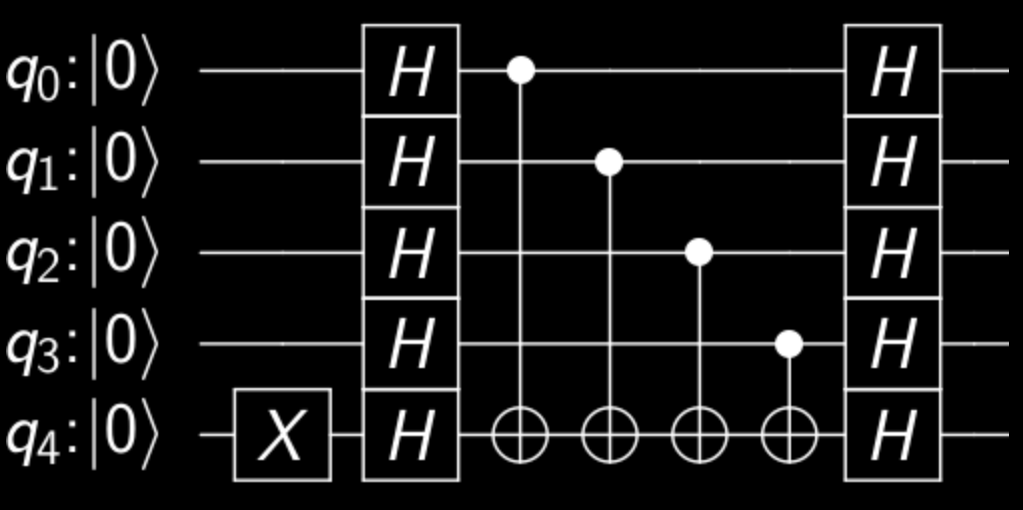 q0:|0⟩ H H
q1:|0⟩ H H
q2:|0⟩ H H
q3:|0⟩ H H
q4:|0⟩ X H H